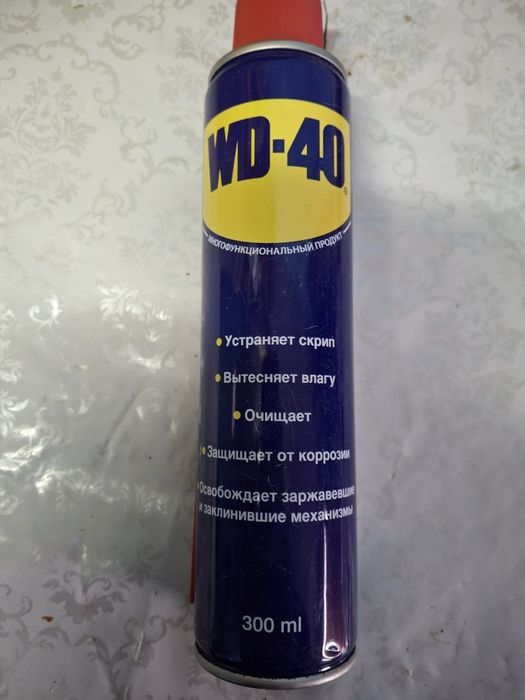 WD-40
®
МНОГОФУНКЦИОНАЛЬНЫЙ ПРОДУКТ
• Устраняет скрип
• Вытесняет влагу
• Очищает
• Защищает от коррозии
• Освобождает заржавевшие
и заклинившие механизмы
300 ml